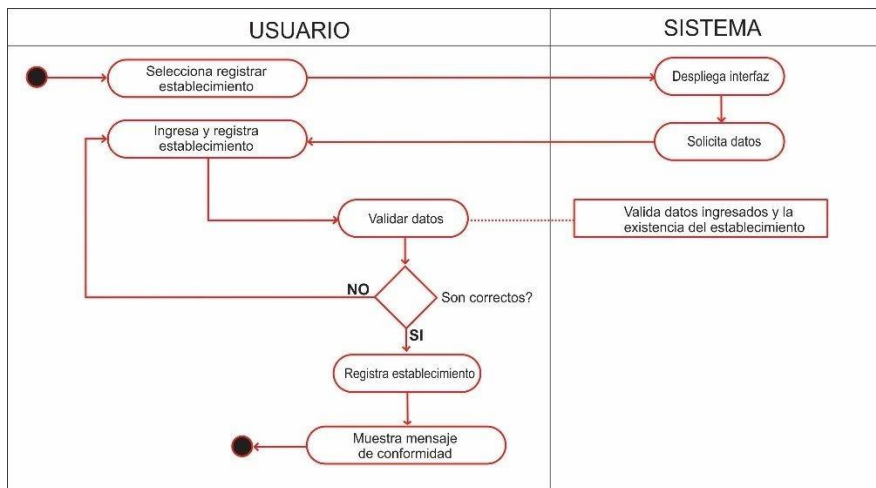 USUARIO
SISTEMA
Selecciona registrar
establecimiento
Despliega interfaz
Ingresa y registra
establecimiento
Solicita datos
Validar datos
Valida datos ingresados y la
existencia del establecimiento
NO
Son correctos?
SI
Registra establecimiento
Muestra mensaje
de conformidad